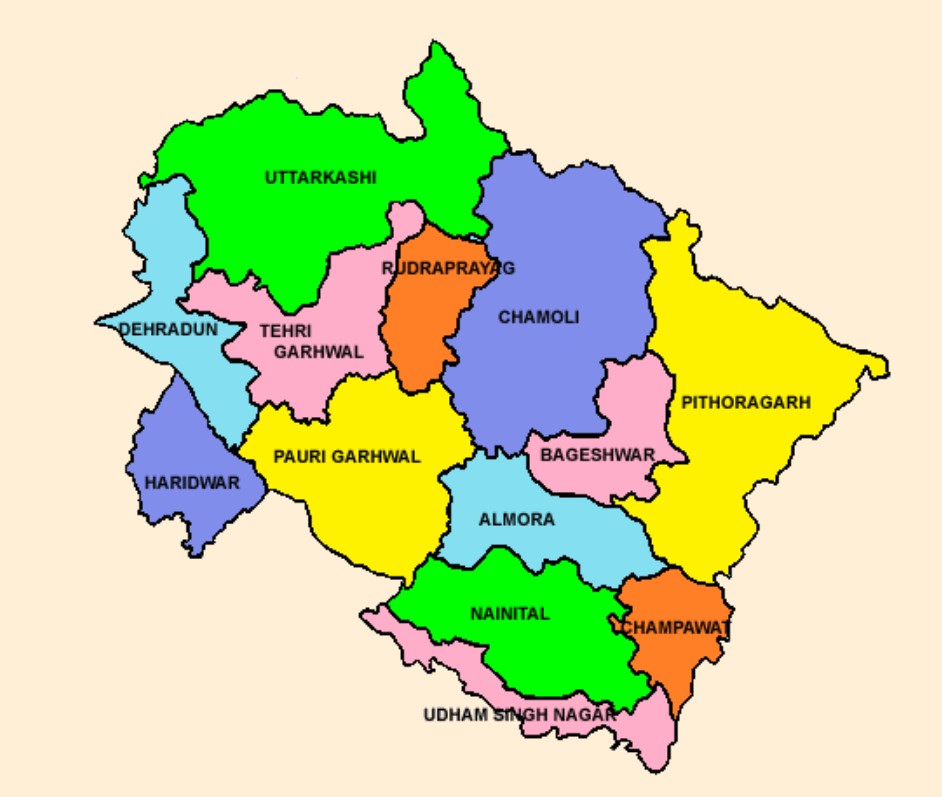 UTTARKASHI
RUDRAPRAYAG
CHAMOLI
DEHRADUN
TEHRI
GARHWAL
PITHORAGARH
PAURI GARHWAL
BAGESHWAR
HARIDWAR
ALMORA
NAINITAL
CHAMPAWAT
UDHAM SINGH NAGAR